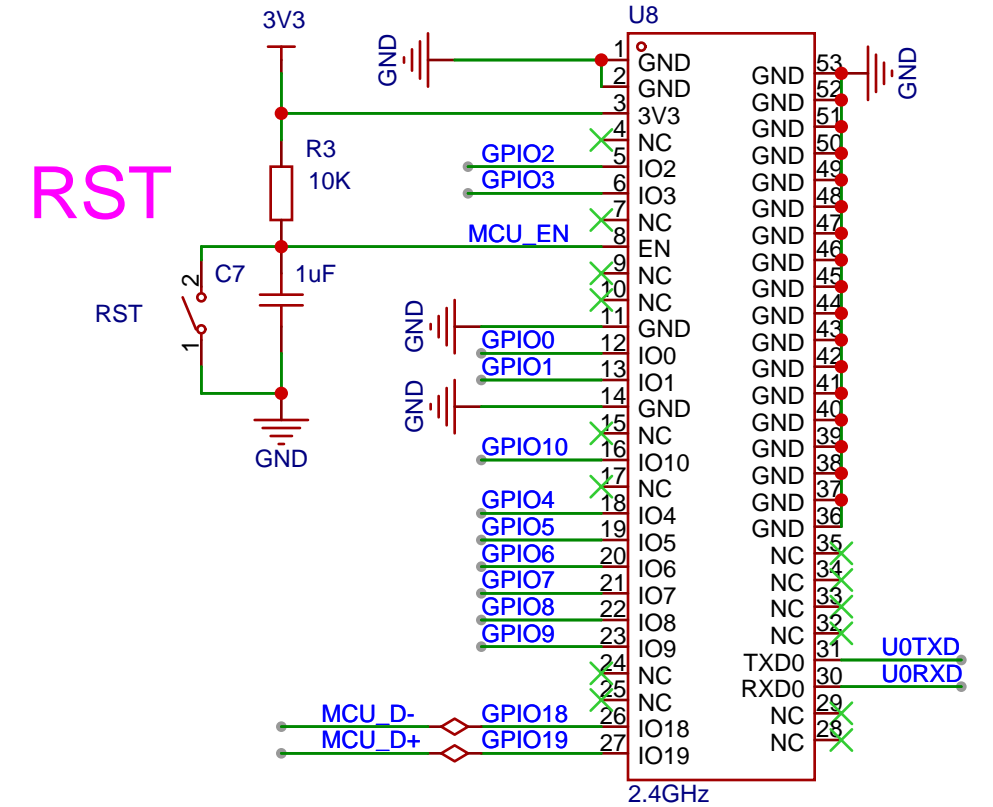 3V3
R3
10K
RST
C7
1uF
RST
2
1
GND
U8
GND
1
GND
2
GND
3
3V3
4
NC
GPIO2
5
IO2
GPIO3
6
IO3
7
NC
MCU_EN
8
EN
9
NC
10
NC
GND
11
GND
GPIO0
12
IO0
GPIO1
13
IO1
GND
14
GND
15
NC
GPIO10
16
IO10
17
NC
GPIO4
18
IO4
GPIO5
19
IO5
GPIO6
20
IO6
GPIO7
21
IO7
GPIO8
22
IO8
GPIO9
23
IO9
24
NC
25
NC
MCU_D-
GPIO18
26
IO18
MCU_D+
GPIO19
27
IO19
GND
53
GND
GND
52
GND
51
GND
50
GND
49
GND
48
GND
47
GND
46
GND
45
GND
44
GND
43
GND
42
GND
41
GND
40
GND
39
GND
38
GND
37
GND
36
NC
35
NC
34
NC
33
NC
32
TXD0
31
U0TXD
RXD0
30
U0RXD
NC
29
NC
28
2.4GHz